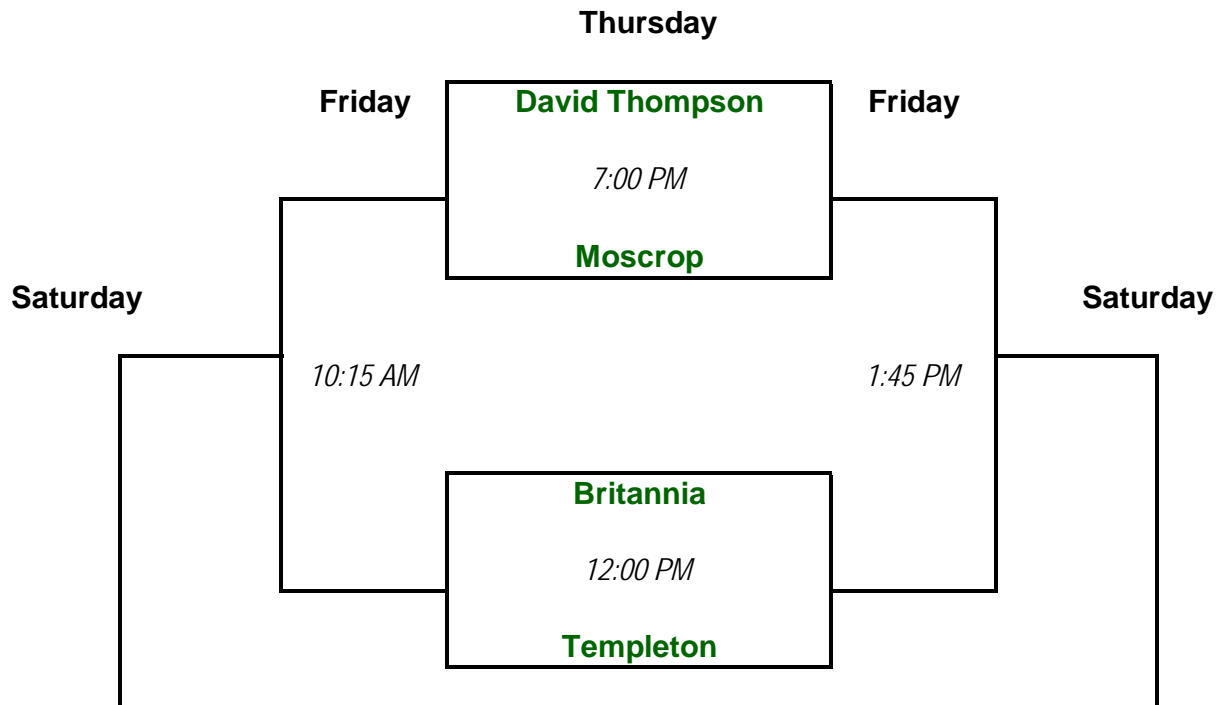 Thursday
Friday
David Thompson
Friday
7:00 PM
Moscrop
Saturday
Saturday
10:15 AM
1:45 PM
Britannia
12:00 PM
Templeton